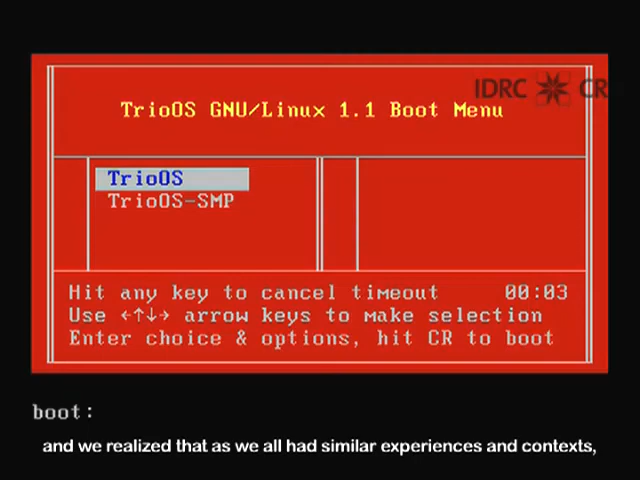 IDRC CR
TrioOS GNU/Linux 1.1 Boot Menu
TrioOS
TrioOS-SMP
Hit any key to cancel timeout 00:03
Use ←↑↓→ arrow keys to make selection
Enter choice & options, hit CR to boot
boot:
and we realized that as we all had similar experiences and contexts,